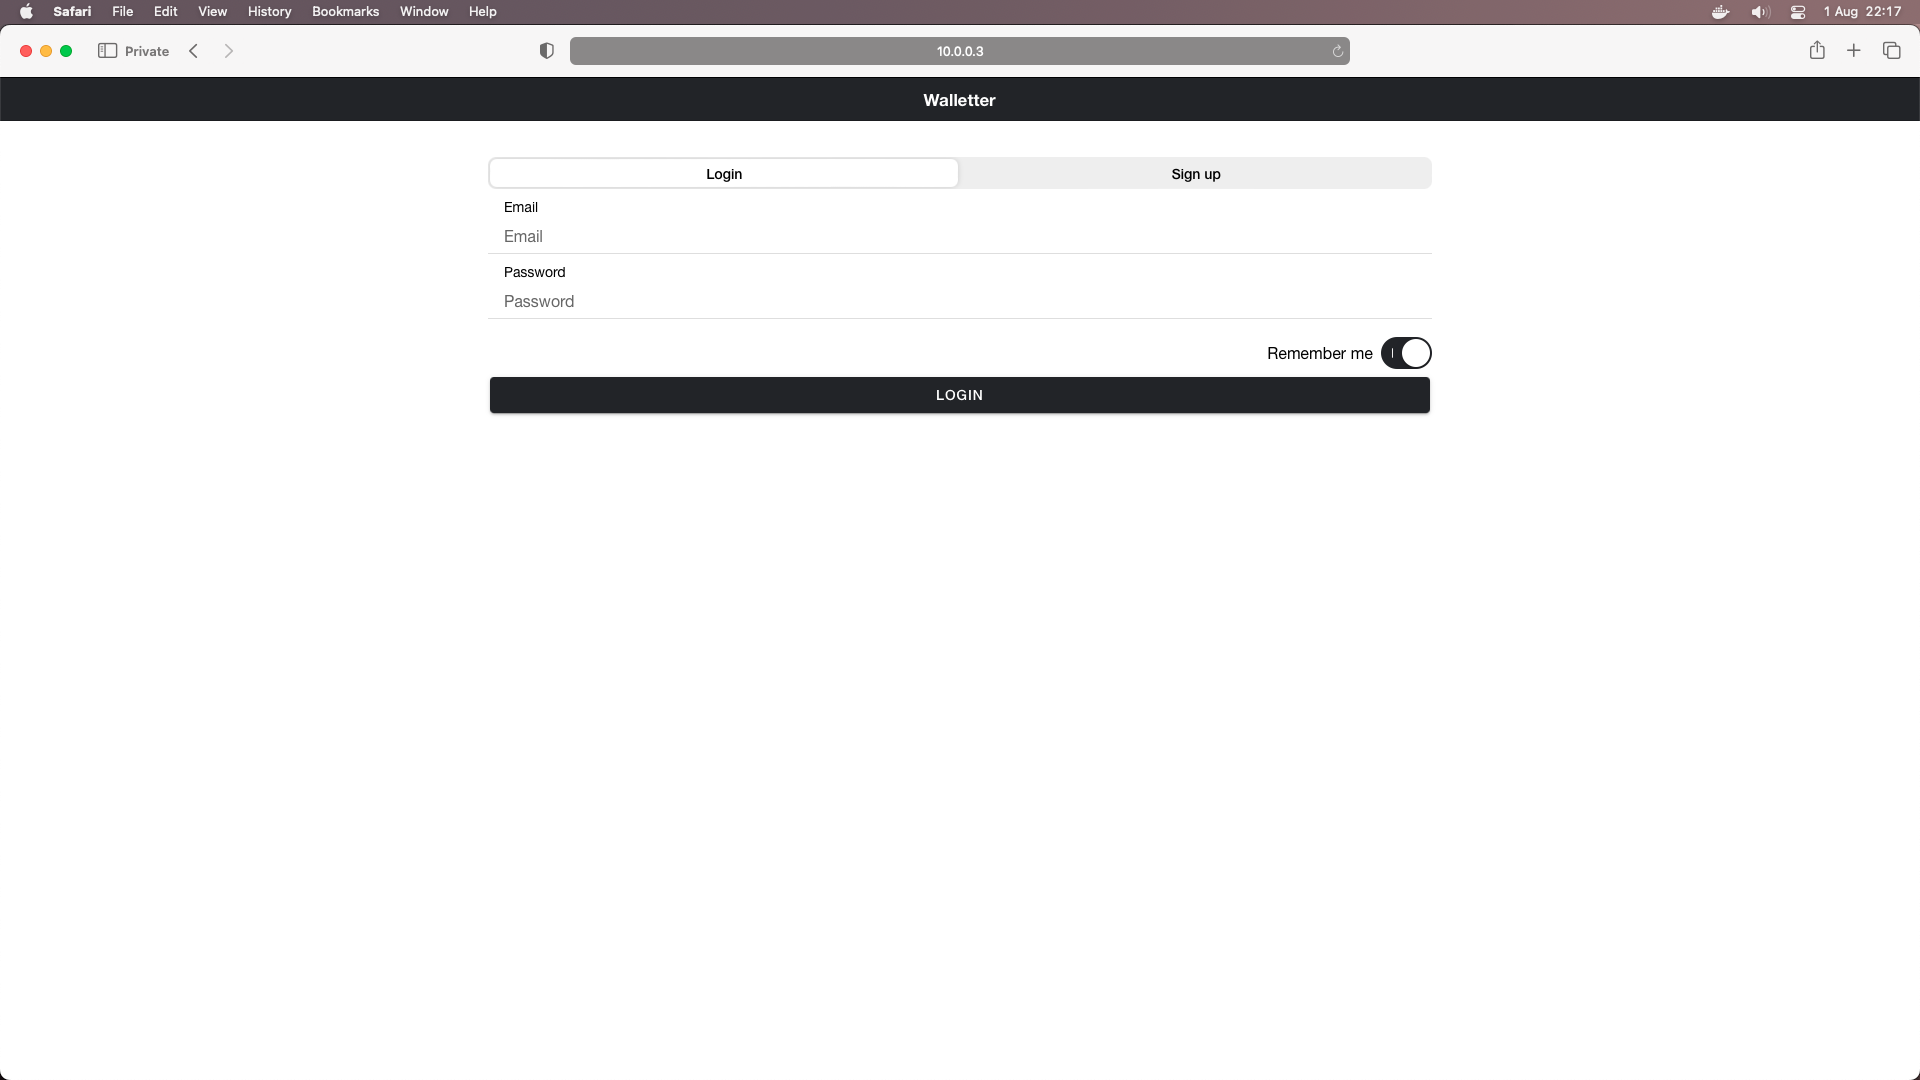 Safari File Edit View History Bookmarks Window Help 1 Aug 22:17
Private 10.0.0.3
Walletter
Login Sign up
Email
Email
Password
Password
Remember me
LOGIN